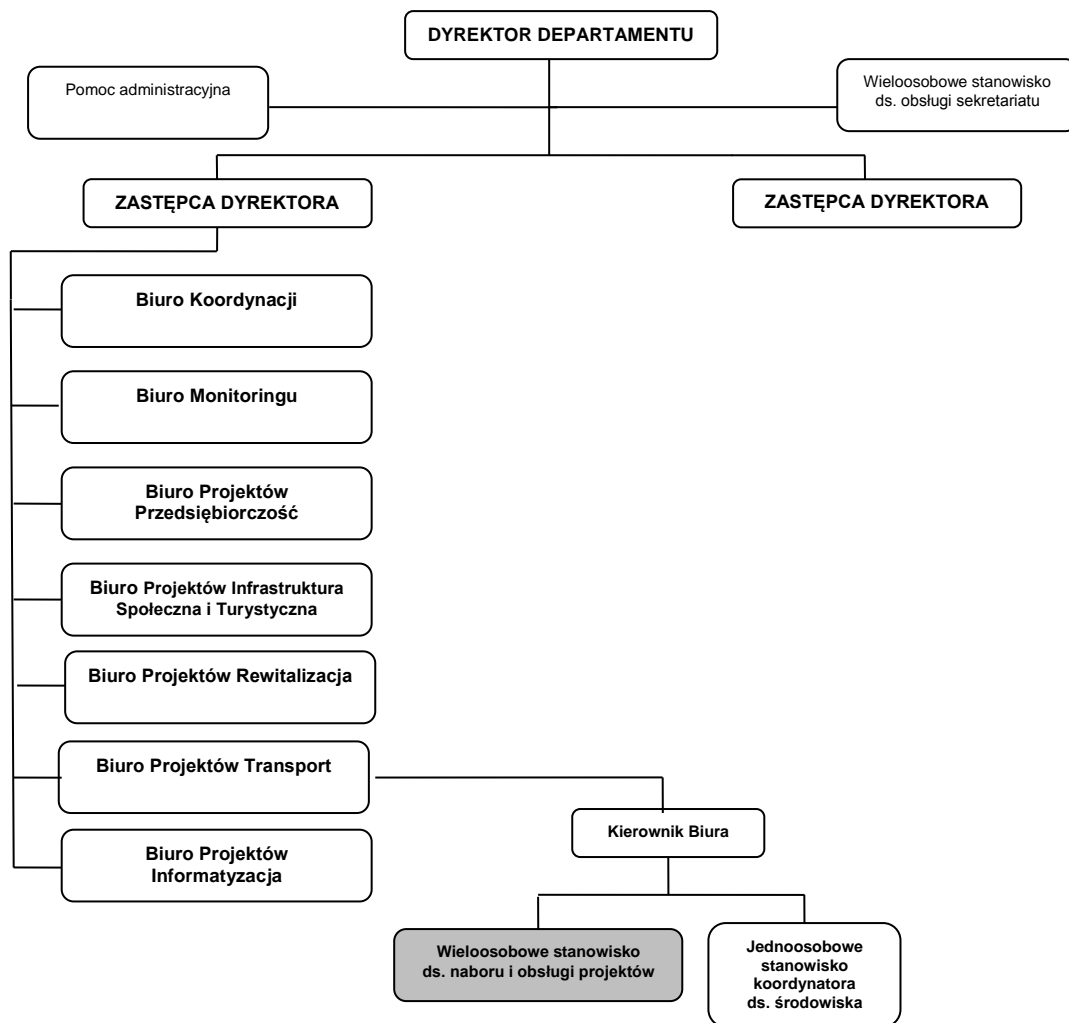 DYREKTOR DEPARTAMENTU
Pomoc administracyjna
Wieloosobowe stanowisko
ds. obsługi sekretariatu
ZASTĘPCA DYREKTORA
ZASTĘPCA DYREKTORA
Biuro Koordynacji
Biuro Monitoringu
Biuro Projektów
Przedsiębiorczość
Biuro Projektów Infrastruktura
Społeczna i Turystyczna
Biuro Projektów Rewitalizacja
Biuro Projektów Transport
Kierownik Biura
Biuro Projektów
Informatyzacja
Wieloosobowe stanowisko
ds. naboru i obsługi projektów
Jednoosobowe
stanowisko
koordynatora
ds. środowiska